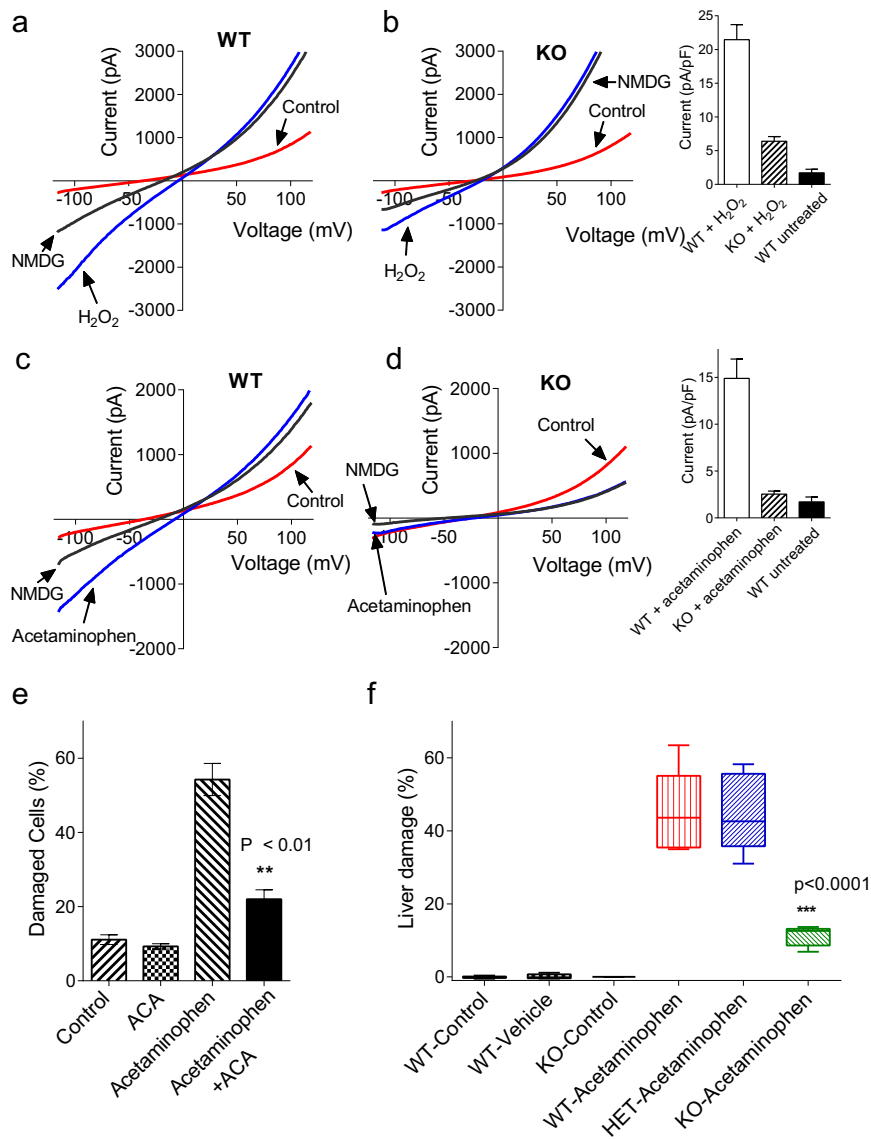 a
WT
Current (pA)
3000
2000
1000
-1000
-2000
-3000
-100
-50
50
100
Voltage (mV)
Control
NMDG
H₂O₂
b
KO
Current (pA)
3000
2000
1000
-1000
-2000
-3000
-100
-50
50
100
Voltage (mV)
NMDG
Control
H₂O₂
Current (pA/pF)
25
20
15
10
5
0
WT + H₂O₂
KO + H₂O₂
WT untreated
c
WT
Current (pA)
2000
1000
-1000
-2000
-100
-50
50
100
Voltage (mV)
Control
NMDG
Acetaminophen
d
KO
Current (pA)
2000
1000
-1000
-2000
-100
-50
50
100
Voltage (mV)
Control
NMDG
Acetaminophen
Current (pA/pF)
15
10
5
0
WT + acetaminophen
KO + acetaminophen
WT untreated
e
Damaged Cells (%)
60
40
20
0
P < 0.01
**
Control
ACA
Acetaminophen
Acetaminophen
+ACA
f
Liver damage (%)
60
40
20
0
p<0.0001
***
WT-Control
WT-Vehicle
KO-Control
WT-Acetaminophen
HET-Acetaminophen
KO-Acetaminophen